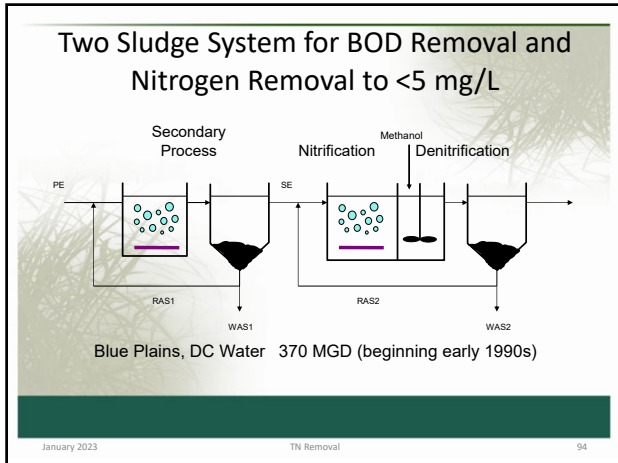 Two Sludge System for BOD Removal and
Nitrogen Removal to <5 mg/L
Secondary
Process
Nitrification
Methanol
Denitrification
PE
SE
RAS1
RAS2
WAS1
WAS2
Blue Plains, DC Water 370 MGD (beginning early 1990s)
January 2023
TN Removal
94